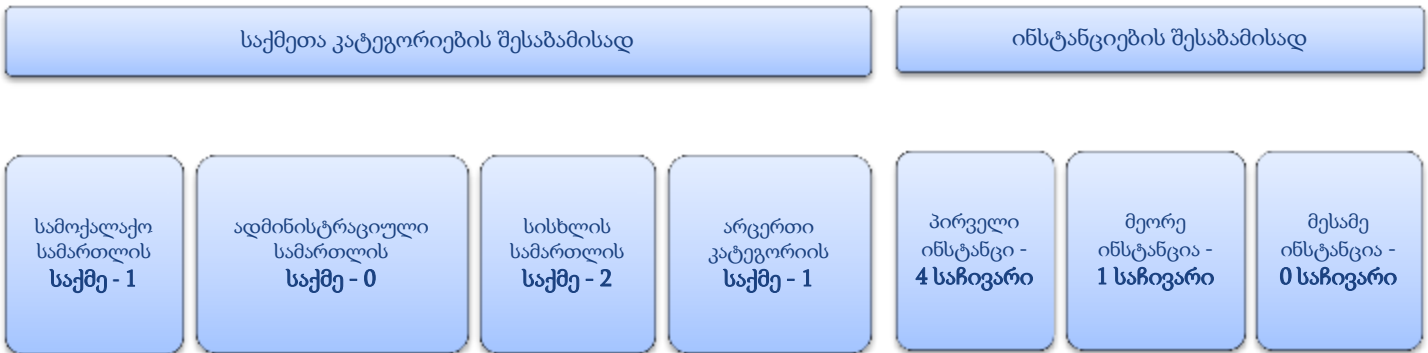 საქმეთა კატეგორიების შესაბამისად
ინსტანციების შესაბამისად
სამოქალაქო
სამართლის
საქმე - 1
ადმინისტრაციული
სამართლის
საქმე - 0
სისხლის
სამართლის
საქმე - 2
არცერთი
კატეგორიის
საქმე - 1
პირველი
ინსტანცი -
4 საჩივარი
მეორე
ინსტანცია -
1 საჩივარი
მესამე
ინსტანცია -
0 საჩივარი